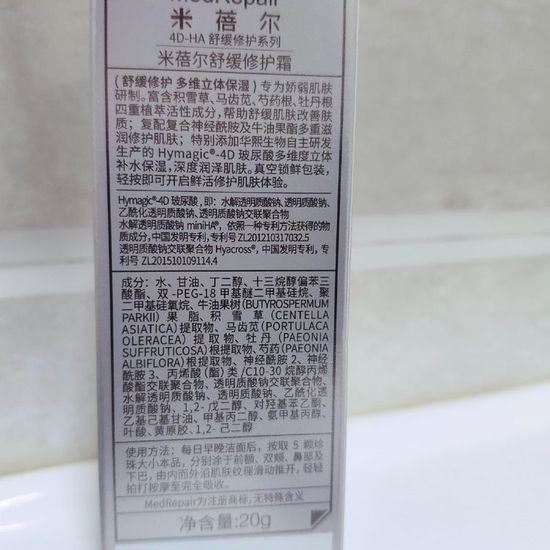 MedRepair
米蓓尔
4D-HA 舒缓修护系列
米蓓尔舒缓修护霜
(舒缓修护 多维立体保湿)专为娇弱肌肤
研制。富含积雪草、马齿苋、芍药根、牡丹根
四重植萃活性成分,帮助舒缓肌肤改善肤
质;复配复合神经酰胺及牛油果酯多重滋
润修护肌肤;特别添加华熙生物自主研发
生产的 Hymagic®-4D 玻尿酸多维度立体
补水保湿,深度润泽肌肤。真空锁鲜包装,
轻按即可开启鲜活修护肌肤体验。
Hymagic®-4D 玻尿酸,即:水解透明质酸钠、透明质酸钠、
乙酰化透明质酸钠、透明质酸钠交联聚合物
水解透明质酸钠 miniHA®,依照一种专利方法获得的物
质成分,中国发明专利,专利号 ZL201210317032.5
透明质酸钠交联聚合物 Hyacross®,中国发明专利,专
利号 ZL201510109114.4
成分:水、甘油、丁二醇、十三烷醇偏苯三
酸酯、双-PEG-18 甲基醚二甲基硅烷、聚
二甲基硅氧烷、牛油果树(BUTYROSPERMUM
PARKII) 果脂、积雪草(CENTELLA
ASIATICA)提取物、马齿苋(PORTULACA
OLERACEA)提取物、牡丹(PAEONIA
SUFFRUTICOSA)根提取物、芍药(PAEONIA
ALBIFLORA)根提取物、神经酰胺 2、神经
酰胺 3、丙烯酸(酯)类/C10-30 烷醇丙烯
酸酯交联聚合物、透明质酸钠交联聚合物、
水解透明质酸钠、透明质酸钠、乙酰化透
明质酸钠、1,2-戊二醇、对羟基苯乙酮、
乙基己基甘油、甲基丙二醇、氨甲基丙醇、
叶酸、黄原胶、1,2-己二醇
使用方法:每日早晚洁面后,按取 5 颗珍
珠大小本品,分别涂于前额、双颊、鼻部及
下巴,由内而外沿肌肤纹理滑动推开,轻轻
拍打按摩至完全吸收。
MedRepair为注册商标,无特殊含义
净含量:20g